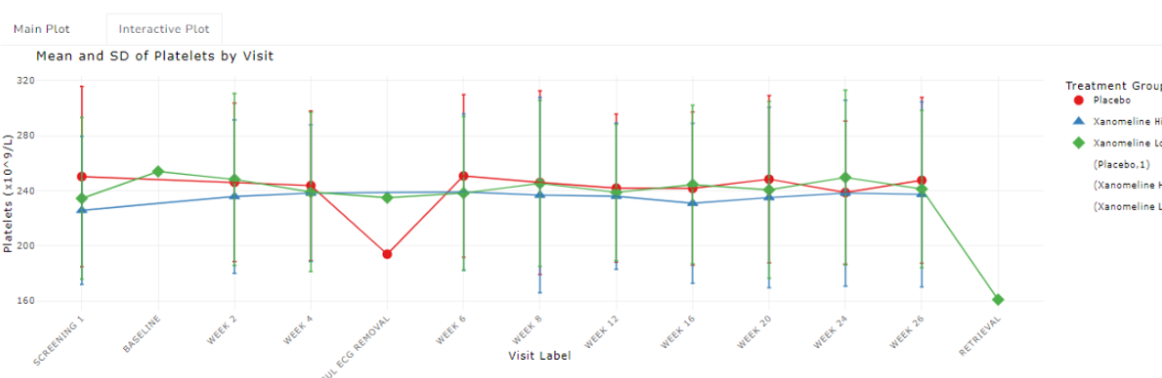 Main Plot
Interactive Plot
Mean and SD of Platelets by Visit
Platelets (x10^9/L)
320
280
240
200
160
SCREENING 1
BASELINE
WEEK 2
WEEK 4
UL ECG REMOVAL
WEEK 6
WEEK 8
WEEK 12
WEEK 16
WEEK 20
WEEK 24
WEEK 26
RETRIEVAL
Visit Label
Treatment Group
Placebo
Xanomeline Hi
Xanomeline Lo
(Placebo,1)
(Xanomeline H
(Xanomeline L